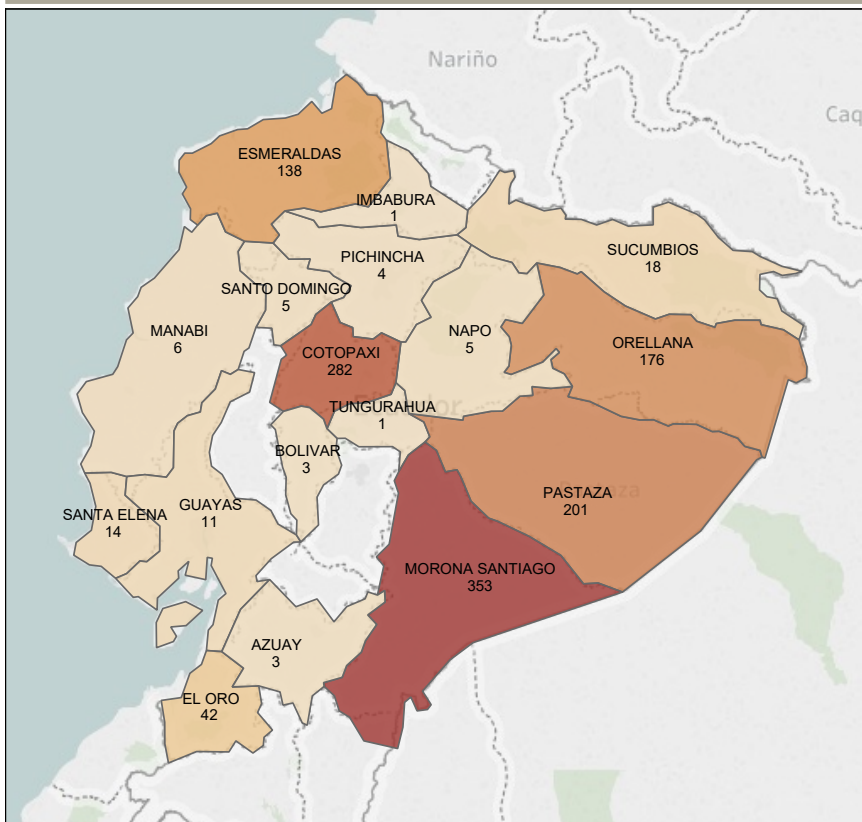 Nariño
Caq
ESMERALDAS
138
IMBABURA
1
SUCUMBIOS
18
PICHINCHA
4
SANTO DOMINGO
5
MANABI
6
NAPO
5
ORELLANA
176
COTOPAXI
282
TUNGURAHUA
1
BOLIVAR
3
PASTAZA
201
GUAYAS
11
SANTA ELENA
14
MORONA SANTIAGO
353
AZUAY
3
EL ORO
42